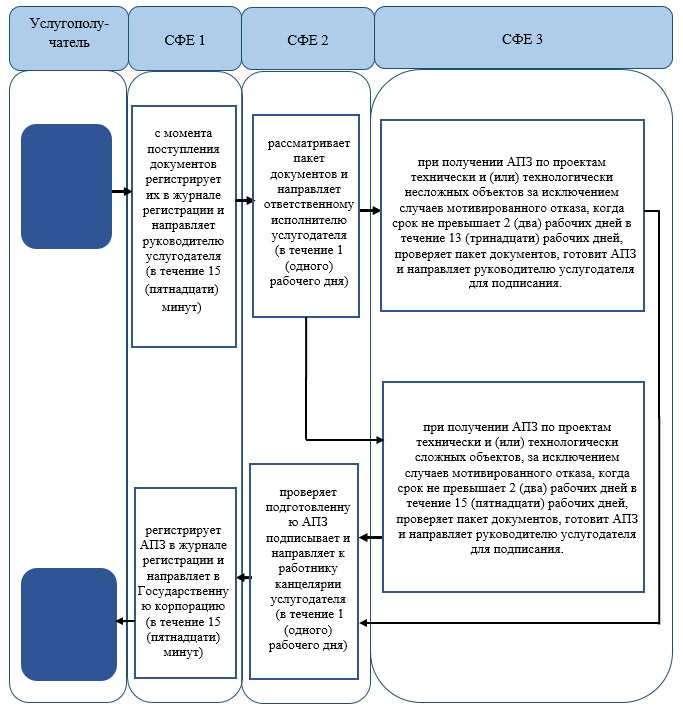 Услугополу-
чатель
СФЕ 1
СФЕ 2
СФЕ 3
с момента
поступления
документов
регистрирует
их в журнале
регистрации и
направляет
руководителю
услугодателя
(в течение 15
(пятнадцати)
минут)
рассматривает
пакет
документов и
направляет
ответственному
исполнителю
услугодателя
(в течение 1
(одного)
рабочего дня)
при получении АПЗ по проектам
технически и (или) технологически
несложных объектов за исключением
случаев мотивированного отказа, когда
срок не превышает 2 (два) рабочих дней в
течение 13 (тринадцати) рабочих дней,
проверяет пакет документов, готовит АПЗ
и направляет руководителю услугодателя
для подписания.
при получении АПЗ по проектам
технически и (или) технологически
сложных объектов, за исключением
случаев мотивированного отказа, когда
срок не превышает 2 (два) рабочих дней в
течение 15 (пятнадцати) рабочих дней,
проверяет пакет документов, готовит АПЗ
и направляет руководителю услугодателя
для подписания.
проверяет
подготовленну
ю АПЗ
подписывает и
направляет к
работнику
канцелярии
услугодателя
(в течение 1
(одного)
рабочего дня)
регистрирует
АПЗ в журнале
регистрации и
направляет в
Государственну
ю корпорацию
(в течение 15
(пятнадцати)
минут)